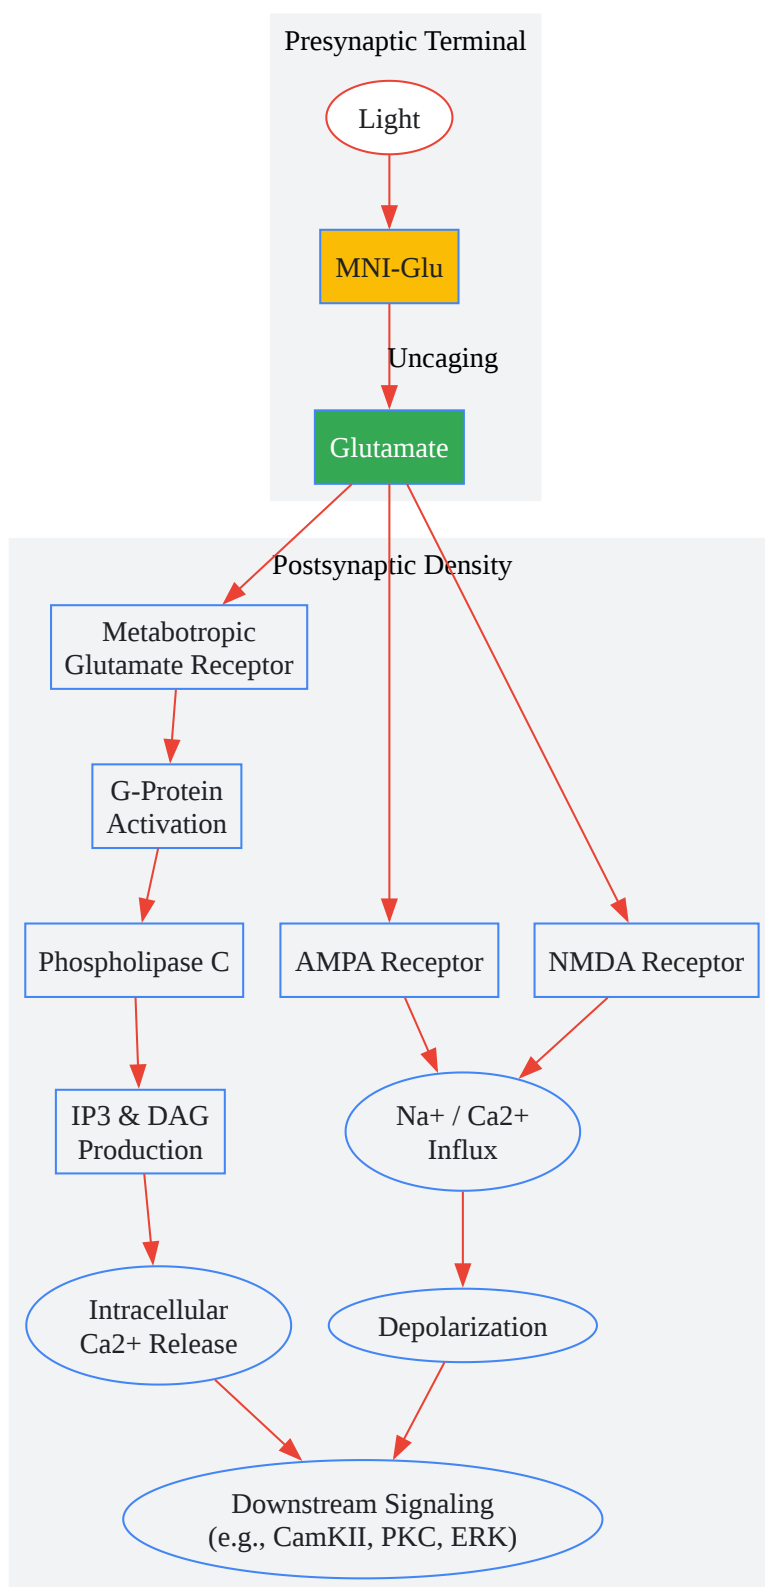 Presynaptic Terminal
Light
MNI-Glu
Uncaging
Glutamate
Postsynaptic Density
Metabotropic
Glutamate Receptor
G-Protein
Activation
Phospholipase C
AMPA Receptor
NMDA Receptor
IP3 & DAG
Production
Na+ / Ca2+
Influx
Intracellular
Ca2+ Release
Depolarization
Downstream Signaling
(e.g., CamKII, PKC, ERK)